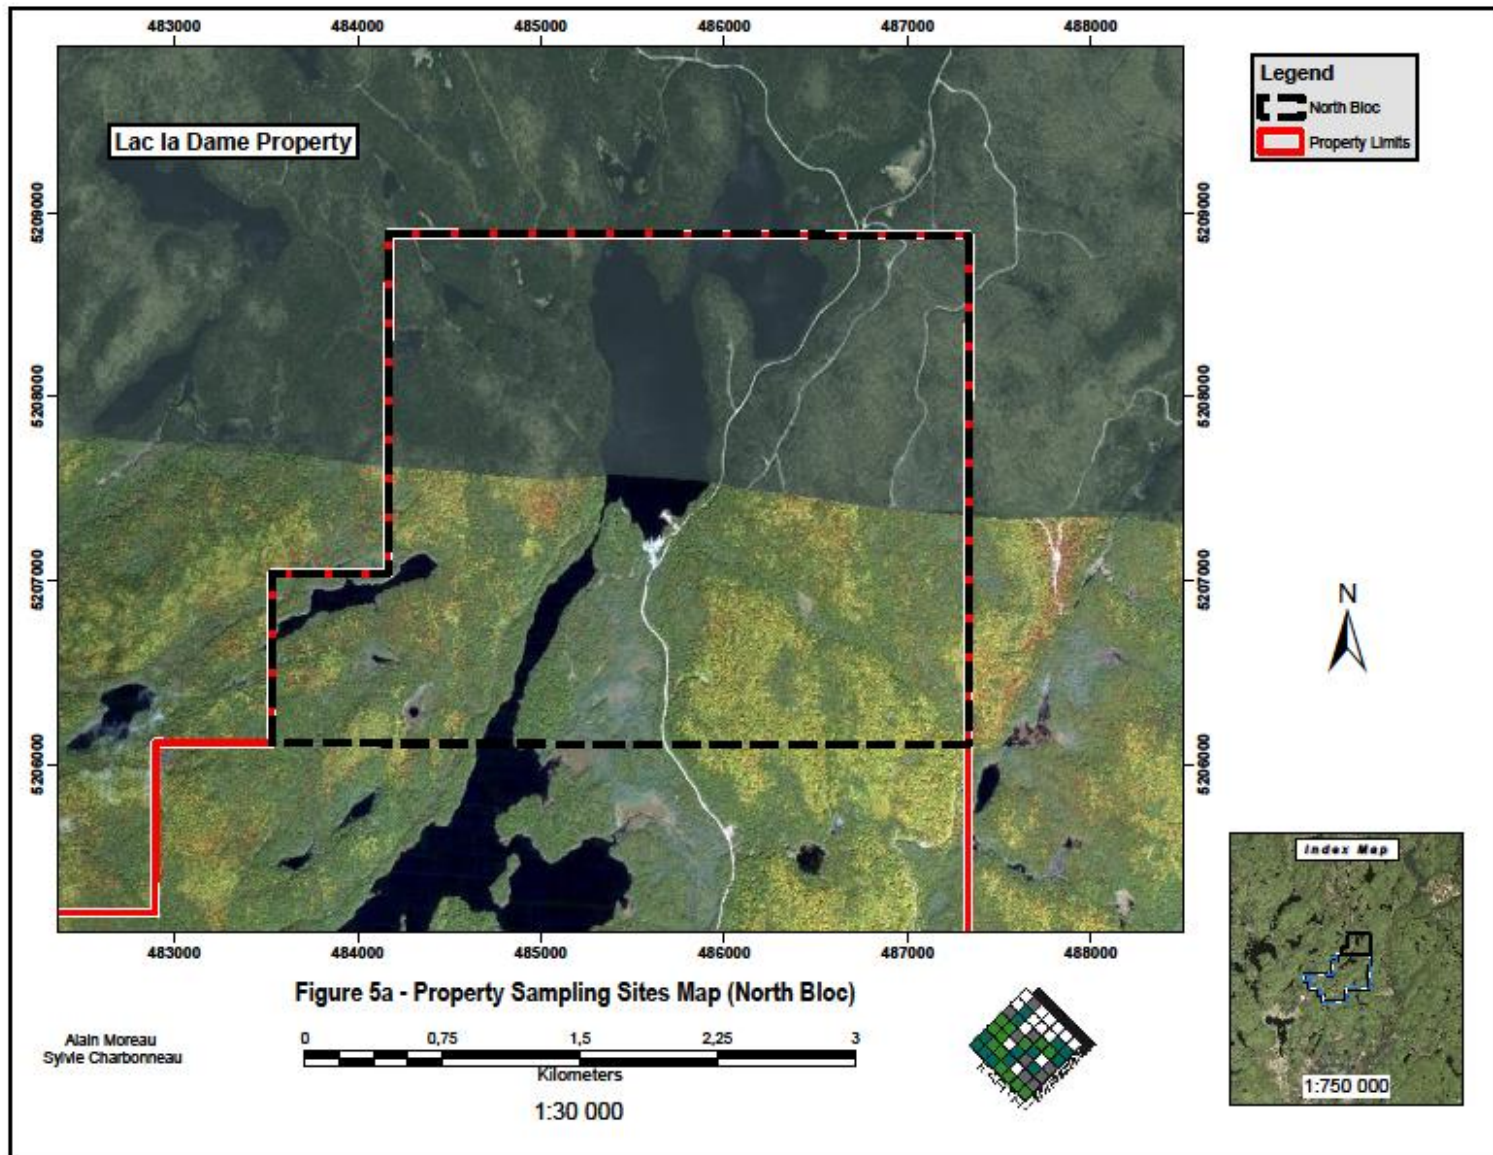 483000 484000 485000 486000 487000 488000
Legend
North Bloc
Property Limits
Lac la Dame Property
5209000 5209000
5208000 5208000
5207000 5207000
N
5206000 5206000
Index Map
483000 484000 485000 486000 487000 488000
Figure 5a - Property Sampling Sites Map (North Bloc)
Alain Moreau
Sylvie Charbonneau
0 0,75 1,5 2,25 3
Kilometers
1:30 000
1:750 000